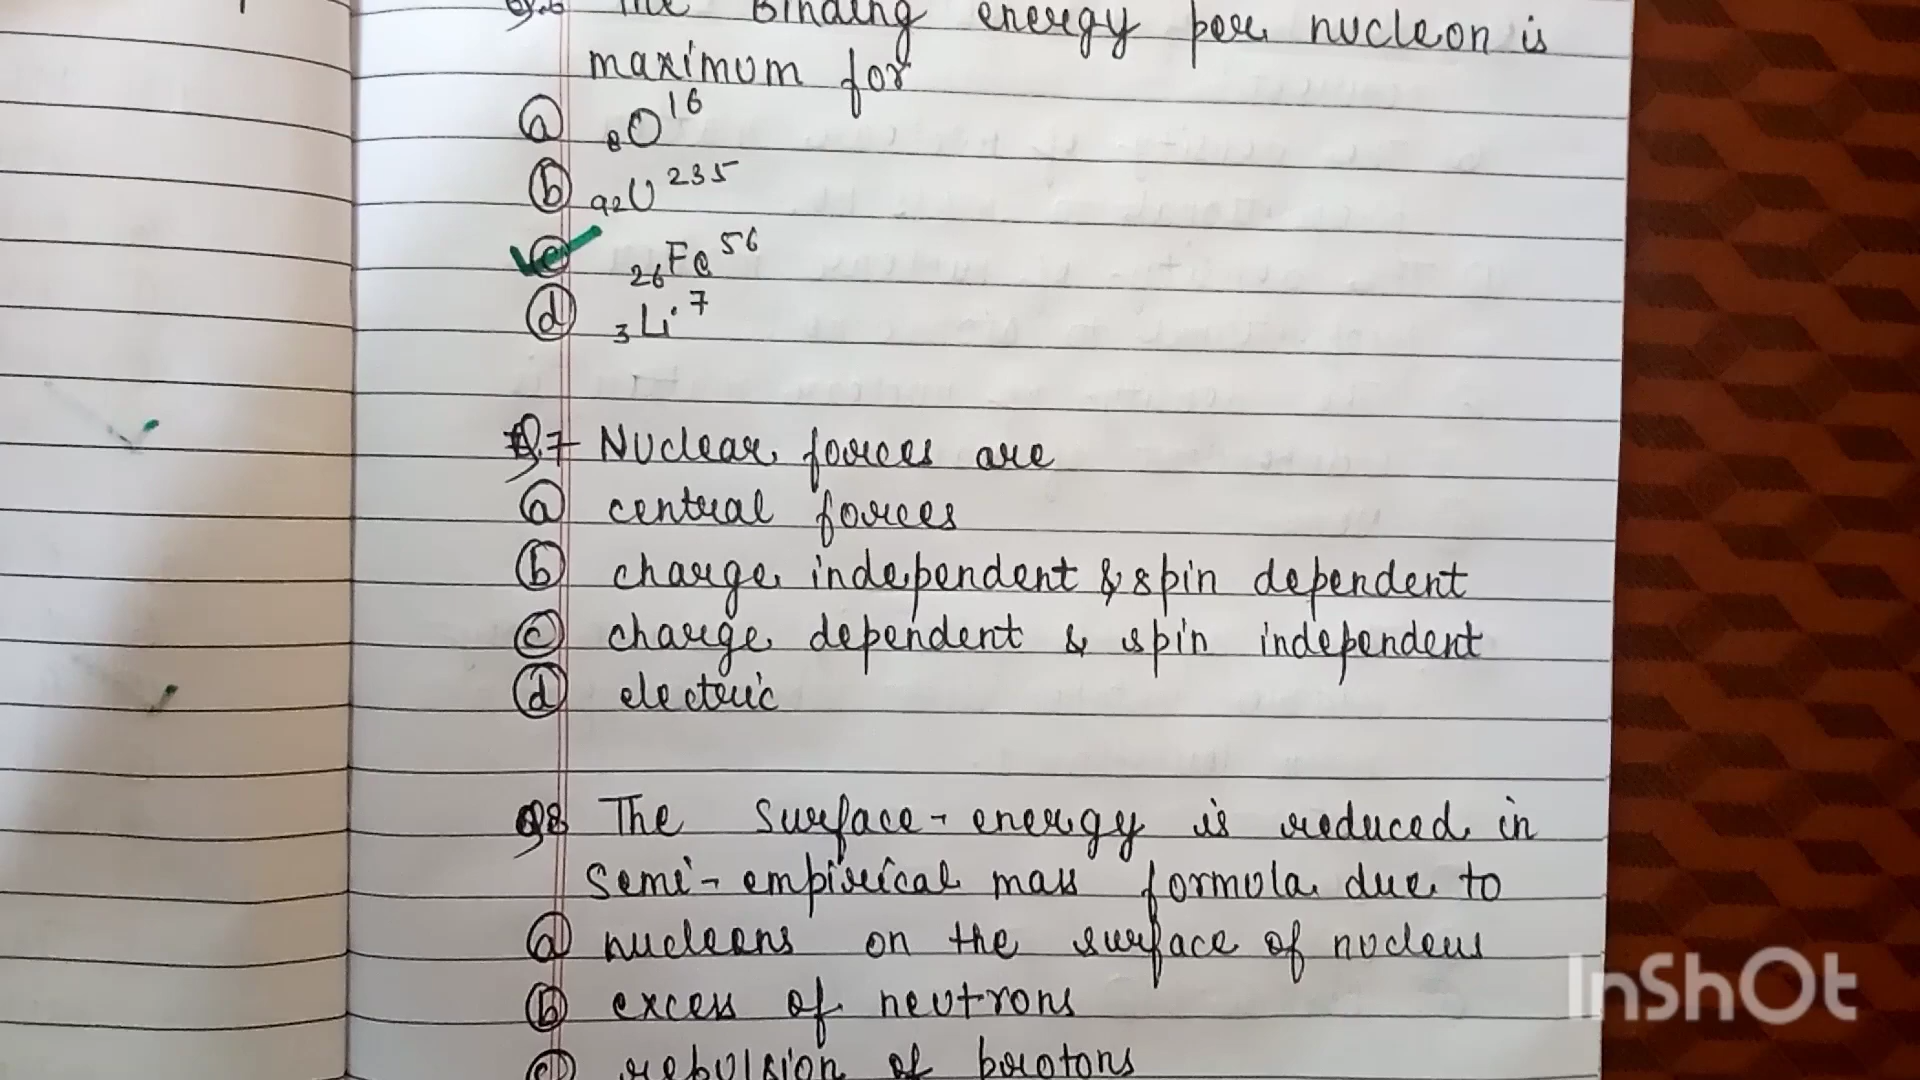 Q.6 The Binding energy per nucleon is
maximum for
(a) ₈O¹⁶
(b) ₉₂U²³⁵
(c) ₂₆Fe⁵⁶
(d) ₃Li⁷
Q.7 Nuclear forces are
(a) central forces
(b) charge independent & spin dependent
(c) charge dependent & spin independent
(d) electric
Q8 The surface-energy is reduced in
semi-empirical mass formula due to
(a) nucleons on the surface of nucleus
(b) excess of neutrons
(c) repulsion of protons
InShOt